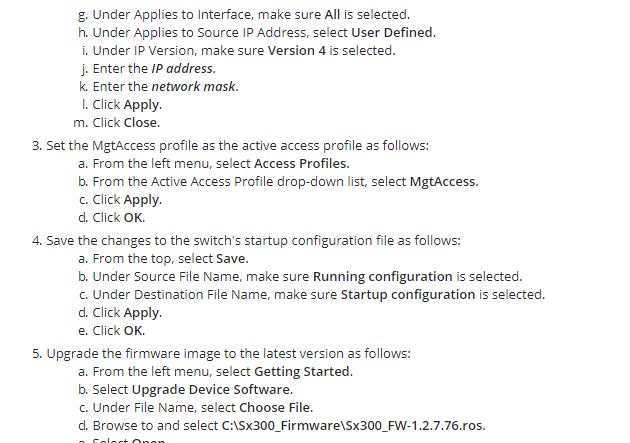 g. Under Applies to Interface, make sure All is selected.
h. Under Applies to Source IP Address, select User Defined.
i. Under IP Version, make sure Version 4 is selected.
j. Enter the IP address.
k. Enter the network mask.
l. Click Apply.
m. Click Close.
3. Set the MgtAccess profile as the active access profile as follows:
a. From the left menu, select Access Profiles.
b. From the Active Access Profile drop-down list, select MgtAccess.
c. Click Apply.
d. Click OK.
4. Save the changes to the switch's startup configuration file as follows:
a. From the top, select Save.
b. Under Source File Name, make sure Running configuration is selected.
c. Under Destination File Name, make sure Startup configuration is selected.
d. Click Apply.
e. Click OK.
5. Upgrade the firmware image to the latest version as follows:
a. From the left menu, select Getting Started.
b. Select Upgrade Device Software.
c. Under File Name, select Choose File.
d. Browse to and select C:\Sx300_Firmware\Sx300_FW-1.2.7.76.ros.
e. Select Open